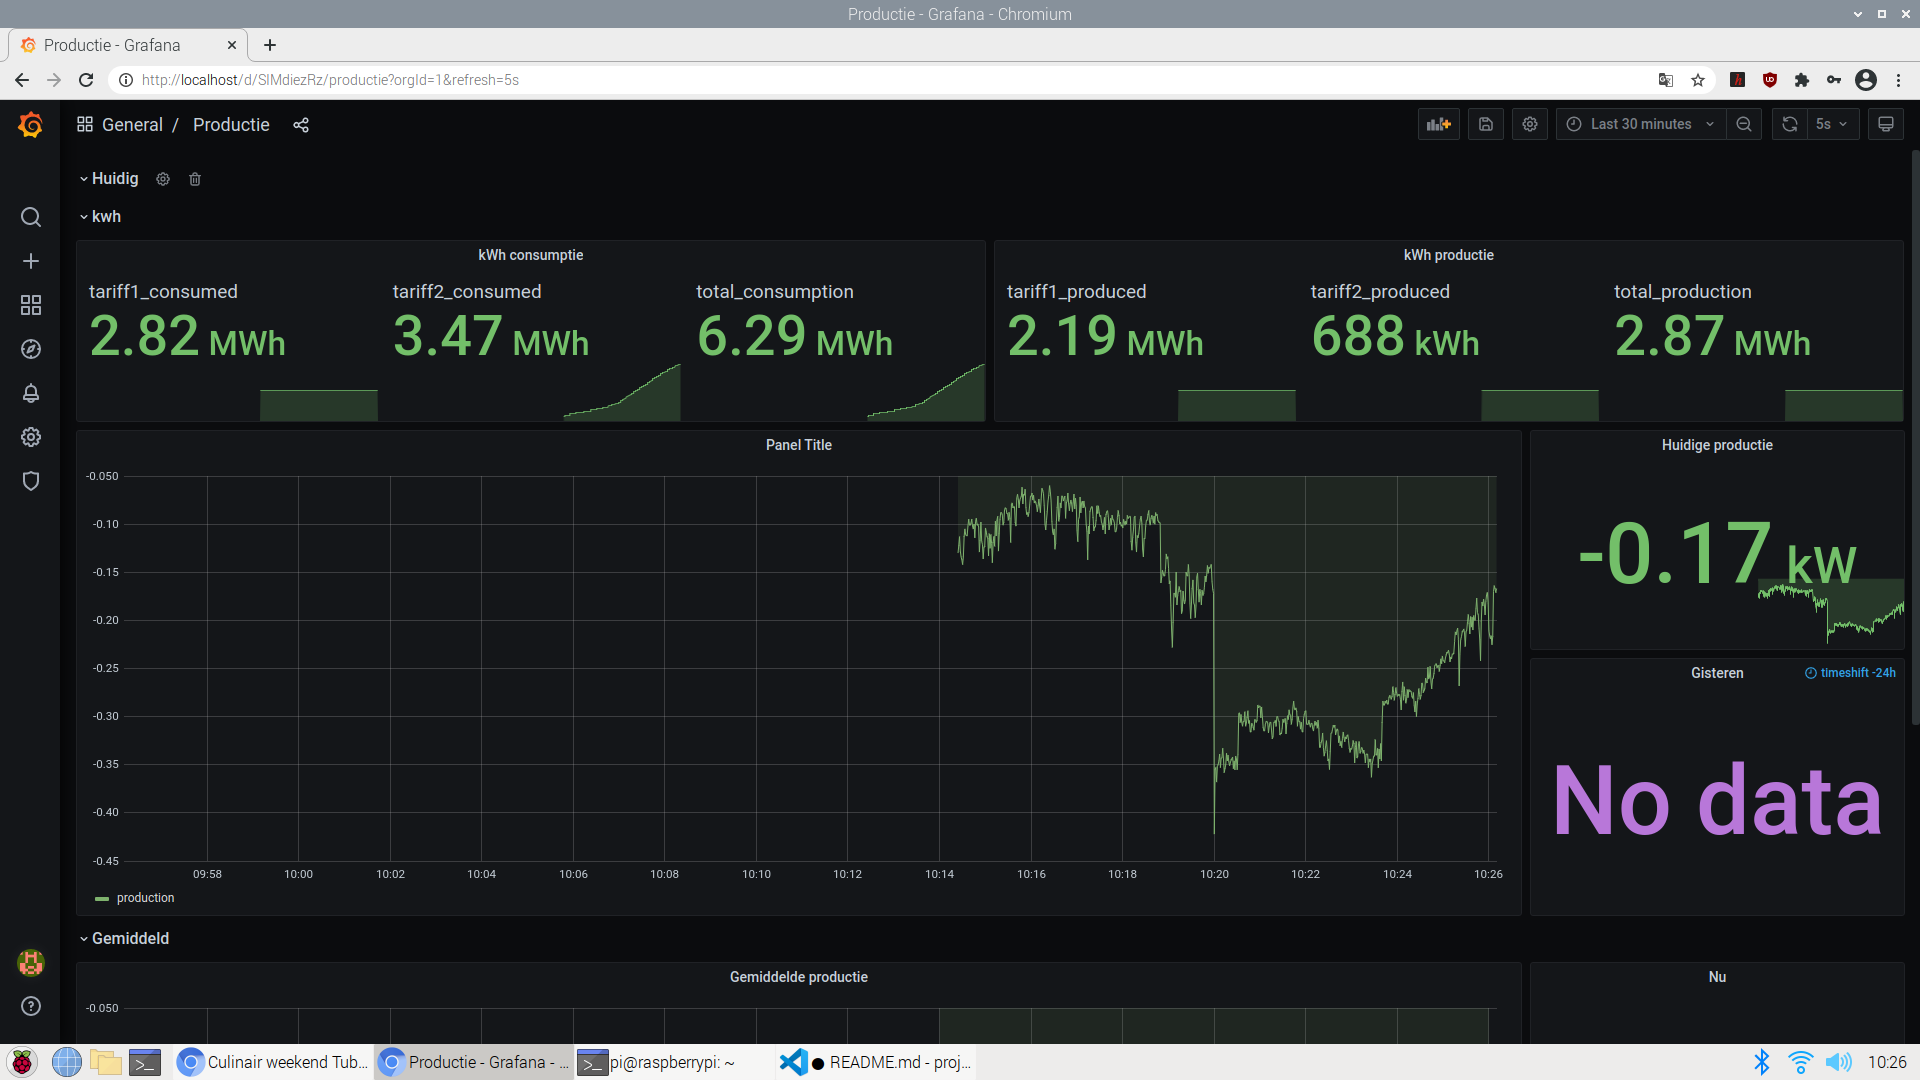 Productie - Grafana - Chromium
Productie - Grafana
http://localhost/d/SIMdiezRz/productie?orgId=1&refresh=5s
General / Productie
Last 30 minutes
5s
Huidig
kwh
kWh consumptie
tariff1_consumed
tariff2_consumed
total_consumption
2.82 MWh
3.47 MWh
6.29 MWh
kWh productie
tariff1_produced
tariff2_produced
total_production
2.19 MWh
688 kWh
2.87 MWh
Panel Title
-0.050
-0.10
-0.15
-0.20
-0.25
-0.30
-0.35
-0.40
-0.45
09:58 10:00 10:02 10:04 10:06 10:08 10:10 10:12 10:14 10:16 10:18 10:20 10:22 10:24 10:26
production
Huidige productie
-0.17 kW
Gisteren
timeshift -24h
No data
Gemiddeld
Gemiddelde productie
-0.050
Nu
Culinair weekend Tub...
Productie - Grafana - ...
pi@raspberrypi: ~
● README.md - proj...
10:26